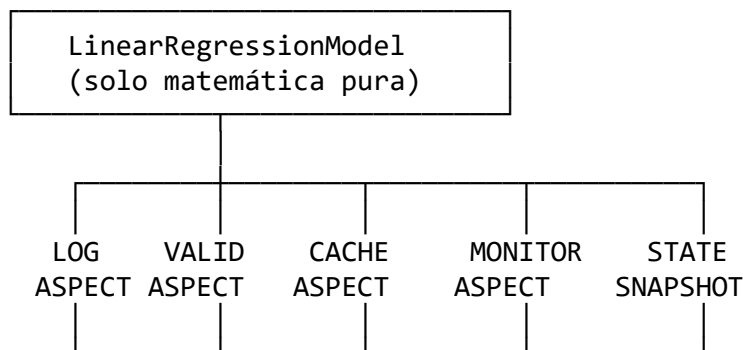 LinearRegressionModel
(solo matemática pura)
LOG VALID CACHE MONITOR STATE
ASPECT ASPECT ASPECT ASPECT SNAPSHOT